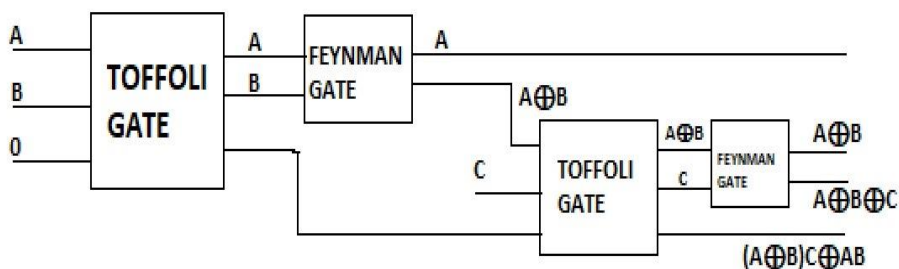 A
B
0
TOFFOLI
GATE
A
B
FEYNMAN
GATE
A
A⊕B
C
TOFFOLI
GATE
A⊕B
C
FEYNMAN
GATE
A⊕B
A⊕B⊕C
(A⊕B)C⊕AB